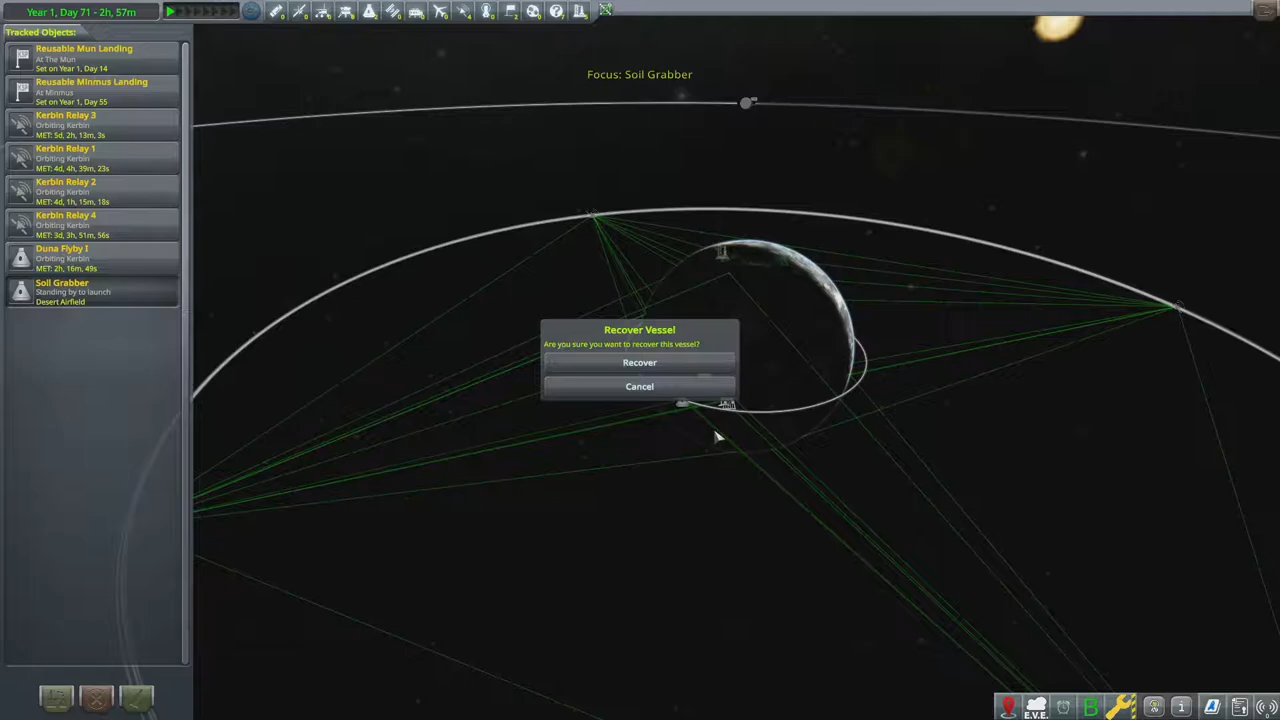 Year 1, Day 71 - 2h, 57m
Tracked Objects:
Reusable Mun Landing
At The Mun
Set on Year 1, Day 14
Reusable Minmus Landing
At Minmus
Set on Year 1, Day 55
Kerbin Relay 3
Orbiting Kerbin
MET: 5d, 2h, 13m, 3s
Kerbin Relay 1
Orbiting Kerbin
MET: 4d, 4h, 39m, 23s
Kerbin Relay 2
Orbiting Kerbin
MET: 4d, 1h, 15m, 18s
Kerbin Relay 4
Orbiting Kerbin
MET: 3d, 3h, 51m, 56s
Duna Flyby I
Orbiting Kerbin
MET: 2h, 16m, 49s
Soil Grabber
Standing by to launch
Desert Airfield
Focus: Soil Grabber
Recover Vessel
Are you sure you want to recover this vessel?
Recover
Cancel
E.V.E.
B